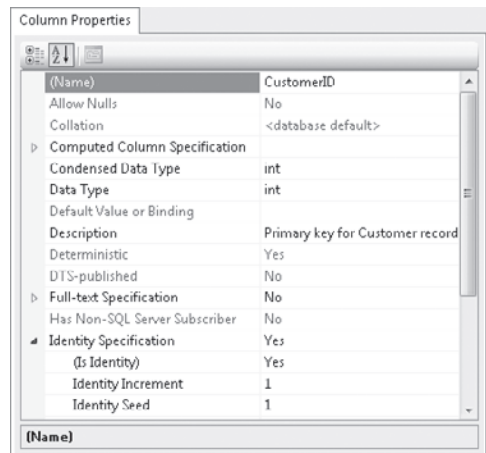 Column Properties
A Z
(Name) CustomerID
Allow Nulls No
Collation <database default>
Computed Column Specification
Condensed Data Type int
Data Type int
Default Value or Binding
Description Primary key for Customer record
Deterministic Yes
DTS-published No
Full-text Specification No
Has Non-SQL Server Subscriber No
Identity Specification Yes
(Is Identity) Yes
Identity Increment 1
Identity Seed 1
(Name)